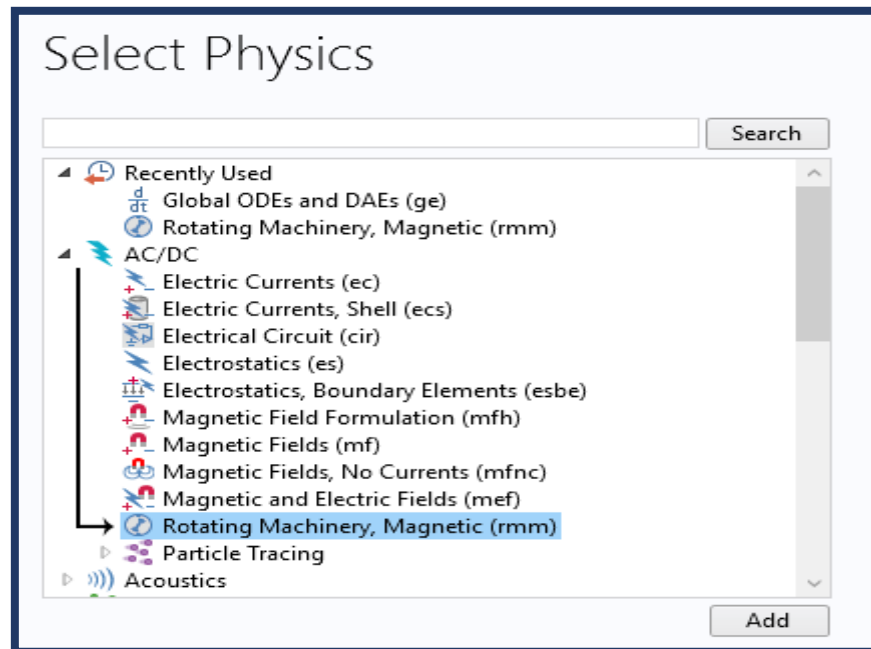 Select Physics
Search
Recently Used
d/dt Global ODEs and DAEs (ge)
Rotating Machinery, Magnetic (rmm)
AC/DC
Electric Currents (ec)
Electric Currents, Shell (ecs)
Electrical Circuit (cir)
Electrostatics (es)
Electrostatics, Boundary Elements (esbe)
Magnetic Field Formulation (mfh)
Magnetic Fields (mf)
Magnetic Fields, No Currents (mfnc)
Magnetic and Electric Fields (mef)
Rotating Machinery, Magnetic (rmm)
Particle Tracing
Acoustics
Add